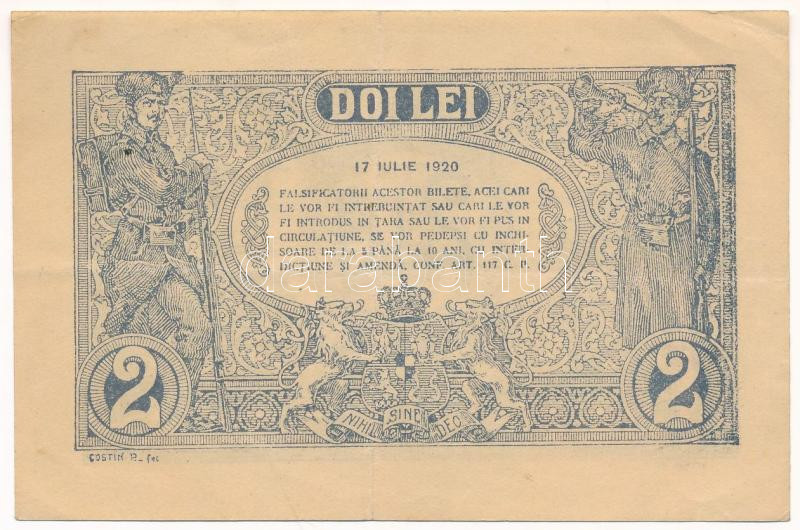 DOI LEI
17 IULIE 1920
FALSIFICATORII ACESTOR BILETE, ACEI CARI
LE VOR FI INTREBUINȚAT SAU CARI LE VOR
FI INTRODUS IN ȚARA SAU LE VOR FI PUS IN
CIRCULAȚIUNE, SE VOR PEDEPSI CU INCHI-
SOARE DE LA 5 PÂNĂ LA 10 ANI, CU INTER-
DICȚIUNE ȘI AMENDĂ, CONF. ART. 117 C. P.
2
2
NIHIL SINE DEO
COSTIN P_ fec
darabanth